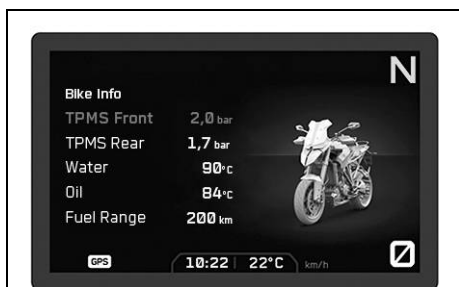 N
Bike Info
TPMS Front 2,0 bar
TPMS Rear 1,7 bar
Water 90°C
Oil 84°C
Fuel Range 200 km
GPS 10:22 22°C km/h 0